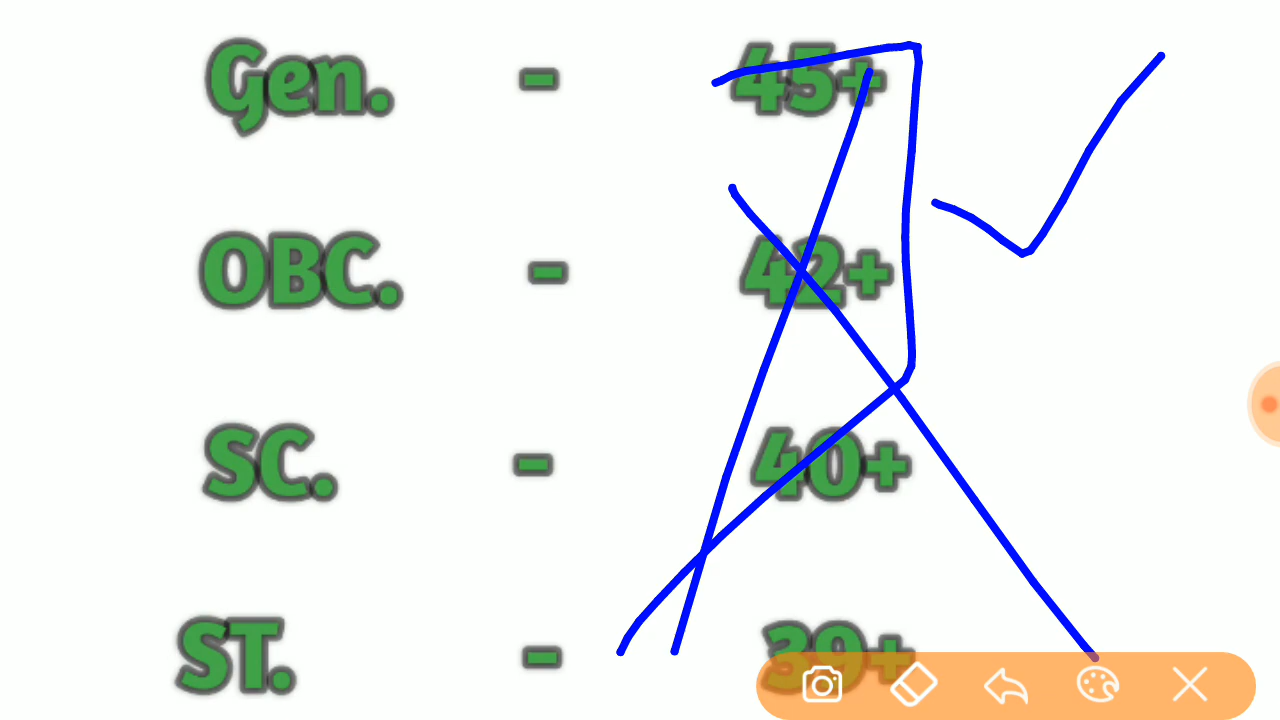 Gen. - 45+
OBC. - 42+
SC. - 40+
ST. - 39+